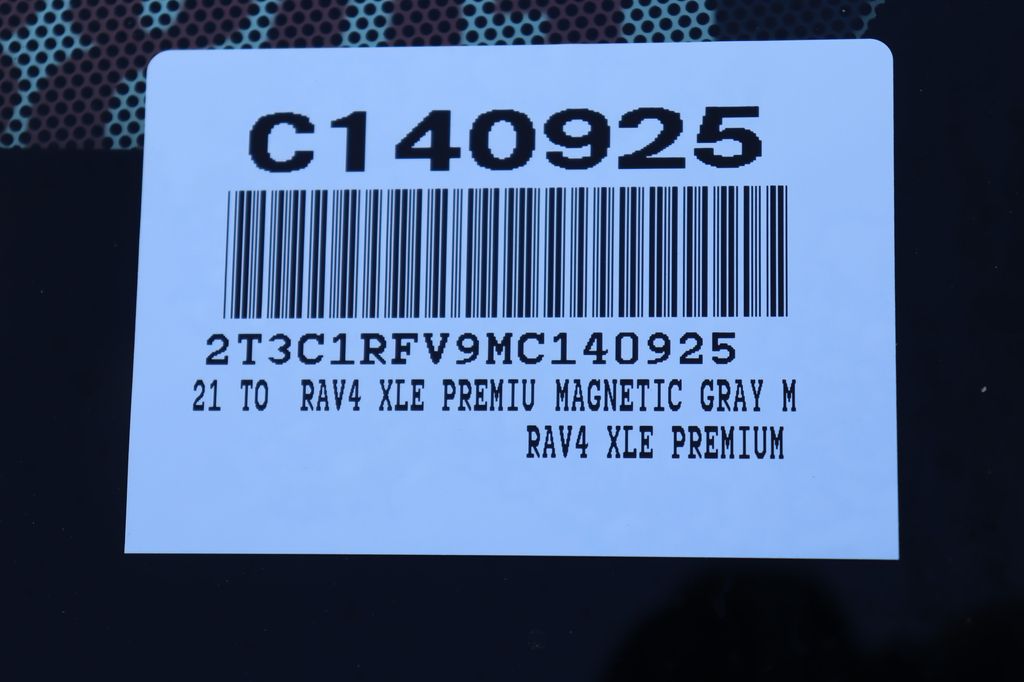 C140925
2T3C1RFV9MC140925
21 TO RAV4 XLE PREMIU MAGNETIC GRAY M
RAV4 XLE PREMIUM